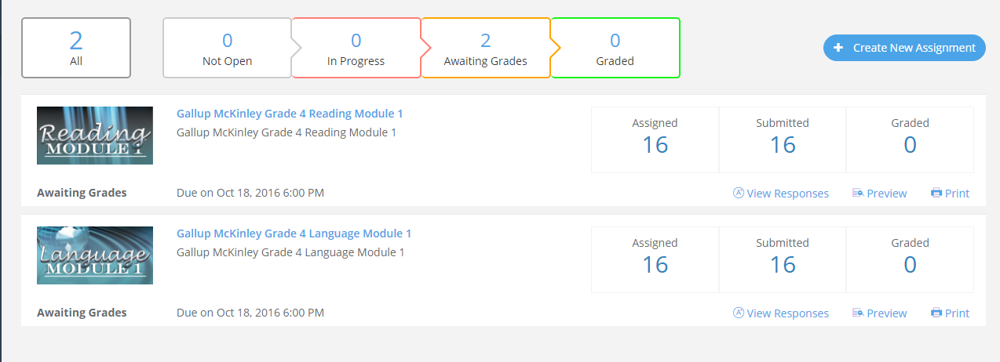 2
All
0
Not Open
0
In Progress
2
Awaiting Grades
0
Graded
Create New Assignment
Reading
MODULE 1
Gallup McKinley Grade 4 Reading Module 1
Gallup McKinley Grade 4 Reading Module 1
Assigned
16
Submitted
16
Graded
0
Awaiting Grades
Due on Oct 18, 2016 6:00 PM
View Responses
Preview
Print
Language
MODULE 1
Gallup McKinley Grade 4 Language Module 1
Gallup McKinley Grade 4 Language Module 1
Assigned
16
Submitted
16
Graded
0
Awaiting Grades
Due on Oct 18, 2016 6:00 PM
View Responses
Preview
Print